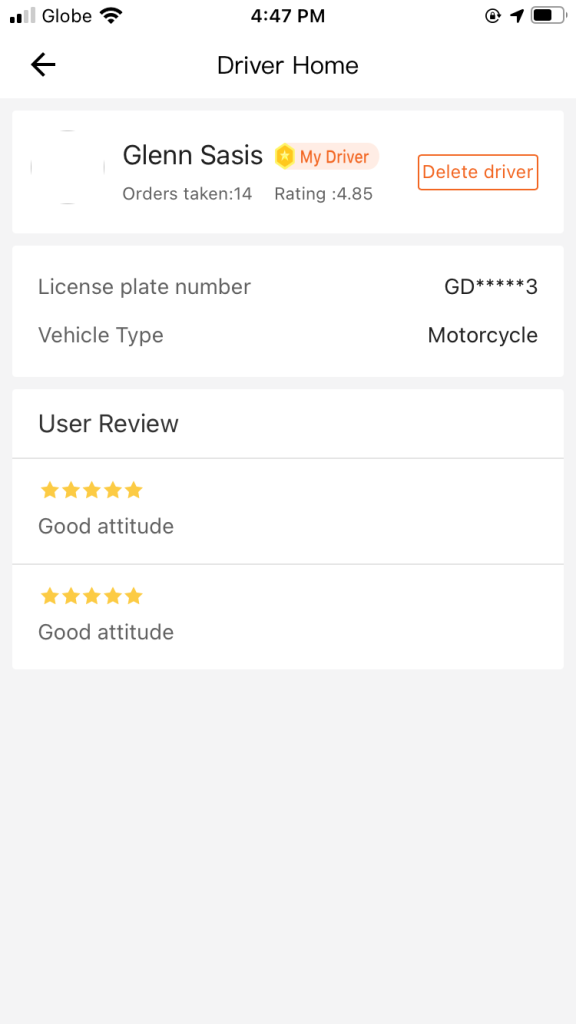 Globe 4:47 PM
Driver Home
Glenn Sasis My Driver
Delete driver
Orders taken:14 Rating :4.85
License plate number GD*****3
Vehicle Type Motorcycle
User Review
Good attitude
Good attitude